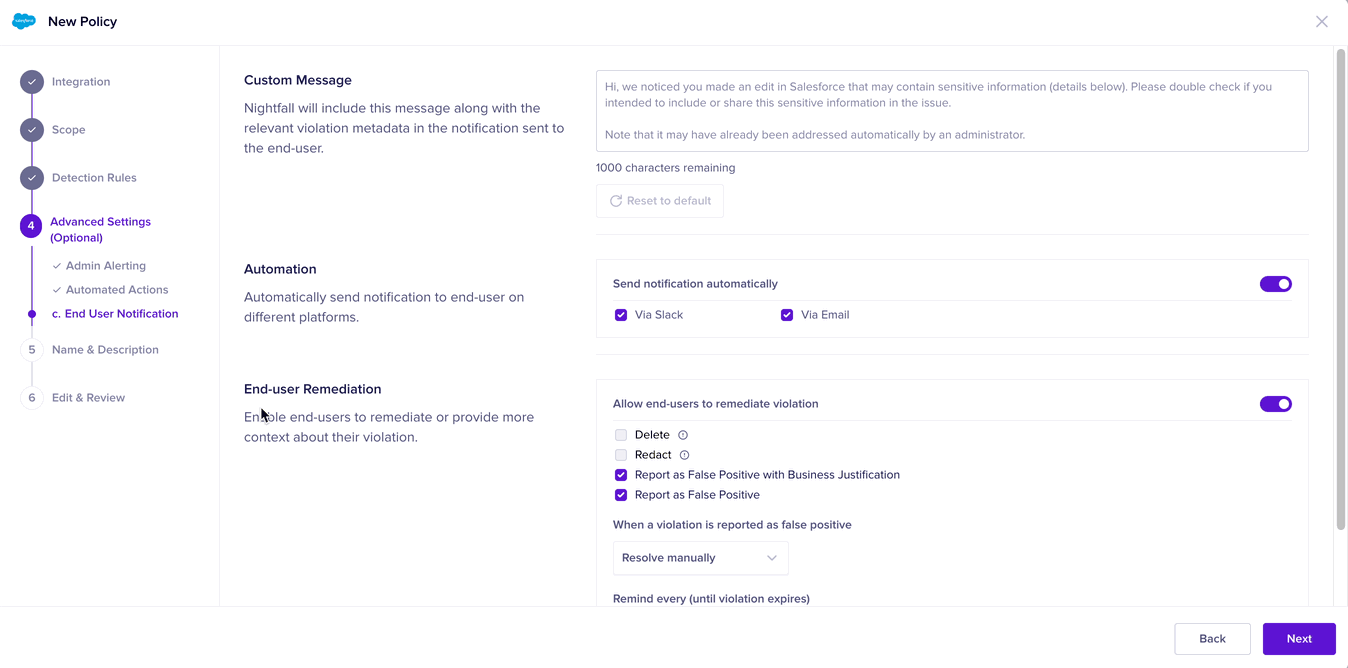 salesforce
New Policy
Integration
Scope
Detection Rules
4
Advanced Settings
(Optional)
Admin Alerting
Automated Actions
c. End User Notification
5
Name & Description
6
Edit & Review
Custom Message
Nightfall will include this message along with the
relevant violation metadata in the notification sent to
the end-user.
Hi, we noticed you made an edit in Salesforce that may contain sensitive information (details below). Please double check if you
intended to include or share this sensitive information in the issue.
Note that it may have already been addressed automatically by an administrator.
1000 characters remaining
Reset to default
Automation
Automatically send notification to end-user on
different platforms.
Send notification automatically
Via Slack
Via Email
End-user Remediation
Enable end-users to remediate or provide more
context about their violation.
Allow end-users to remediate violation
Delete
Redact
Report as False Positive with Business Justification
Report as False Positive
When a violation is reported as false positive
Resolve manually
Remind every (until violation expires)
Back
Next